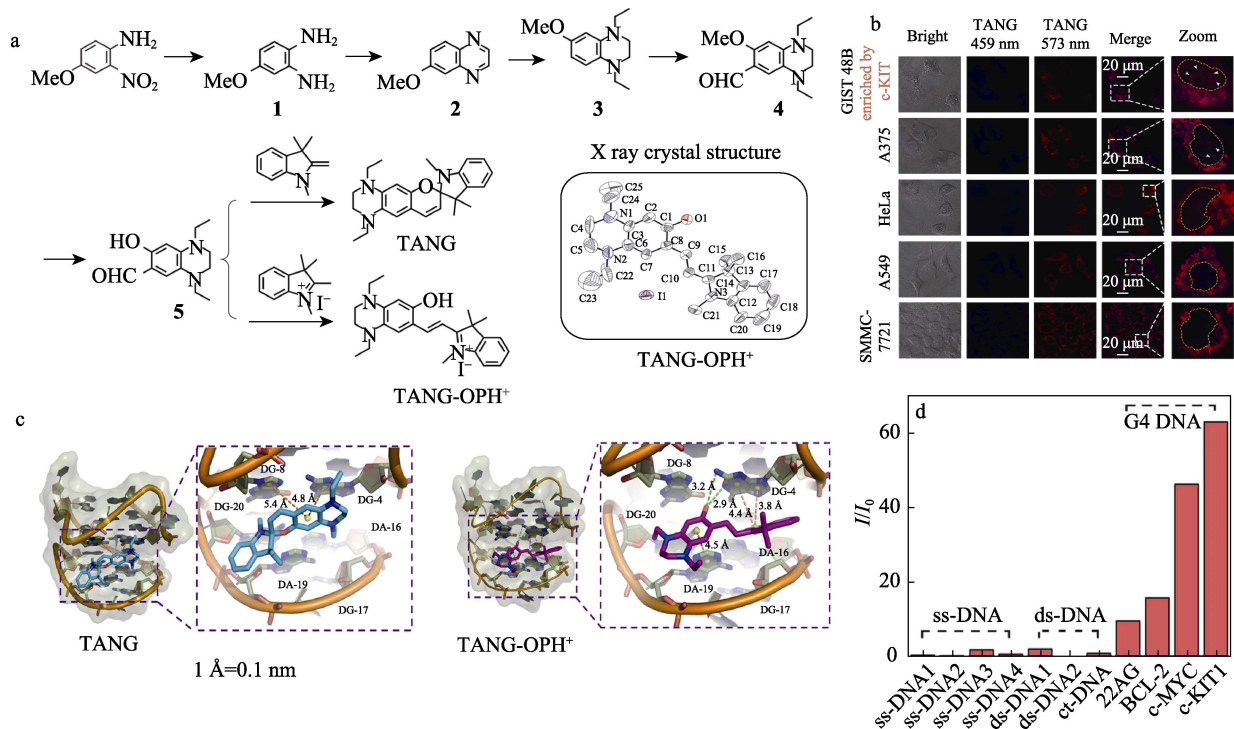 a
NH2
MeO
NO2
NH2
MeO
NH2
1
N
N
MeO
2
MeO
N
N
3
MeO
OHC
N
N
4
HO
OHC
N
N
5
N
N
N
O
N
TANG
N+
I−
N
N
OH
N+
I−
TANG-OPH+
X ray crystal structure
C25
C24
N1
C2
C1
O1
C4
C3
C8
C5
C6
C9
N2
C7
C15
C16
C22
C10
C11
C13
C17
C23
C14
I1
N3
C12
C18
C21
C20
C19
TANG-OPH+
b
Bright
TANG
459 nm
TANG
573 nm
Merge
Zoom
GIST 48B
enriched by
c-KIT
20 μm
A375
20 μm
HeLa
20 μm
A549
20 μm
SMMC-
7721
20 μm
c
DG-8
5.4 Å
4.8 Å
DG-4
DG-20
DA-16
DA-19
DG-17
TANG
DG-8
3.2 Å
DG-4
2.9 Å
3.8 Å
4.4 Å
DG-20
4.5 Å
DA-16
DA-19
DG-17
TANG-OPH+
1 Å=0.1 nm
d
G4 DNA
I/I0
60
40
20
0
ss-DNA
ds-DNA
ss-DNA1
ss-DNA2
ss-DNA3
ss-DNA4
ds-DNA1
ds-DNA2
ct-DNA
22AG
BCL-2
c-MYC
c-KIT1